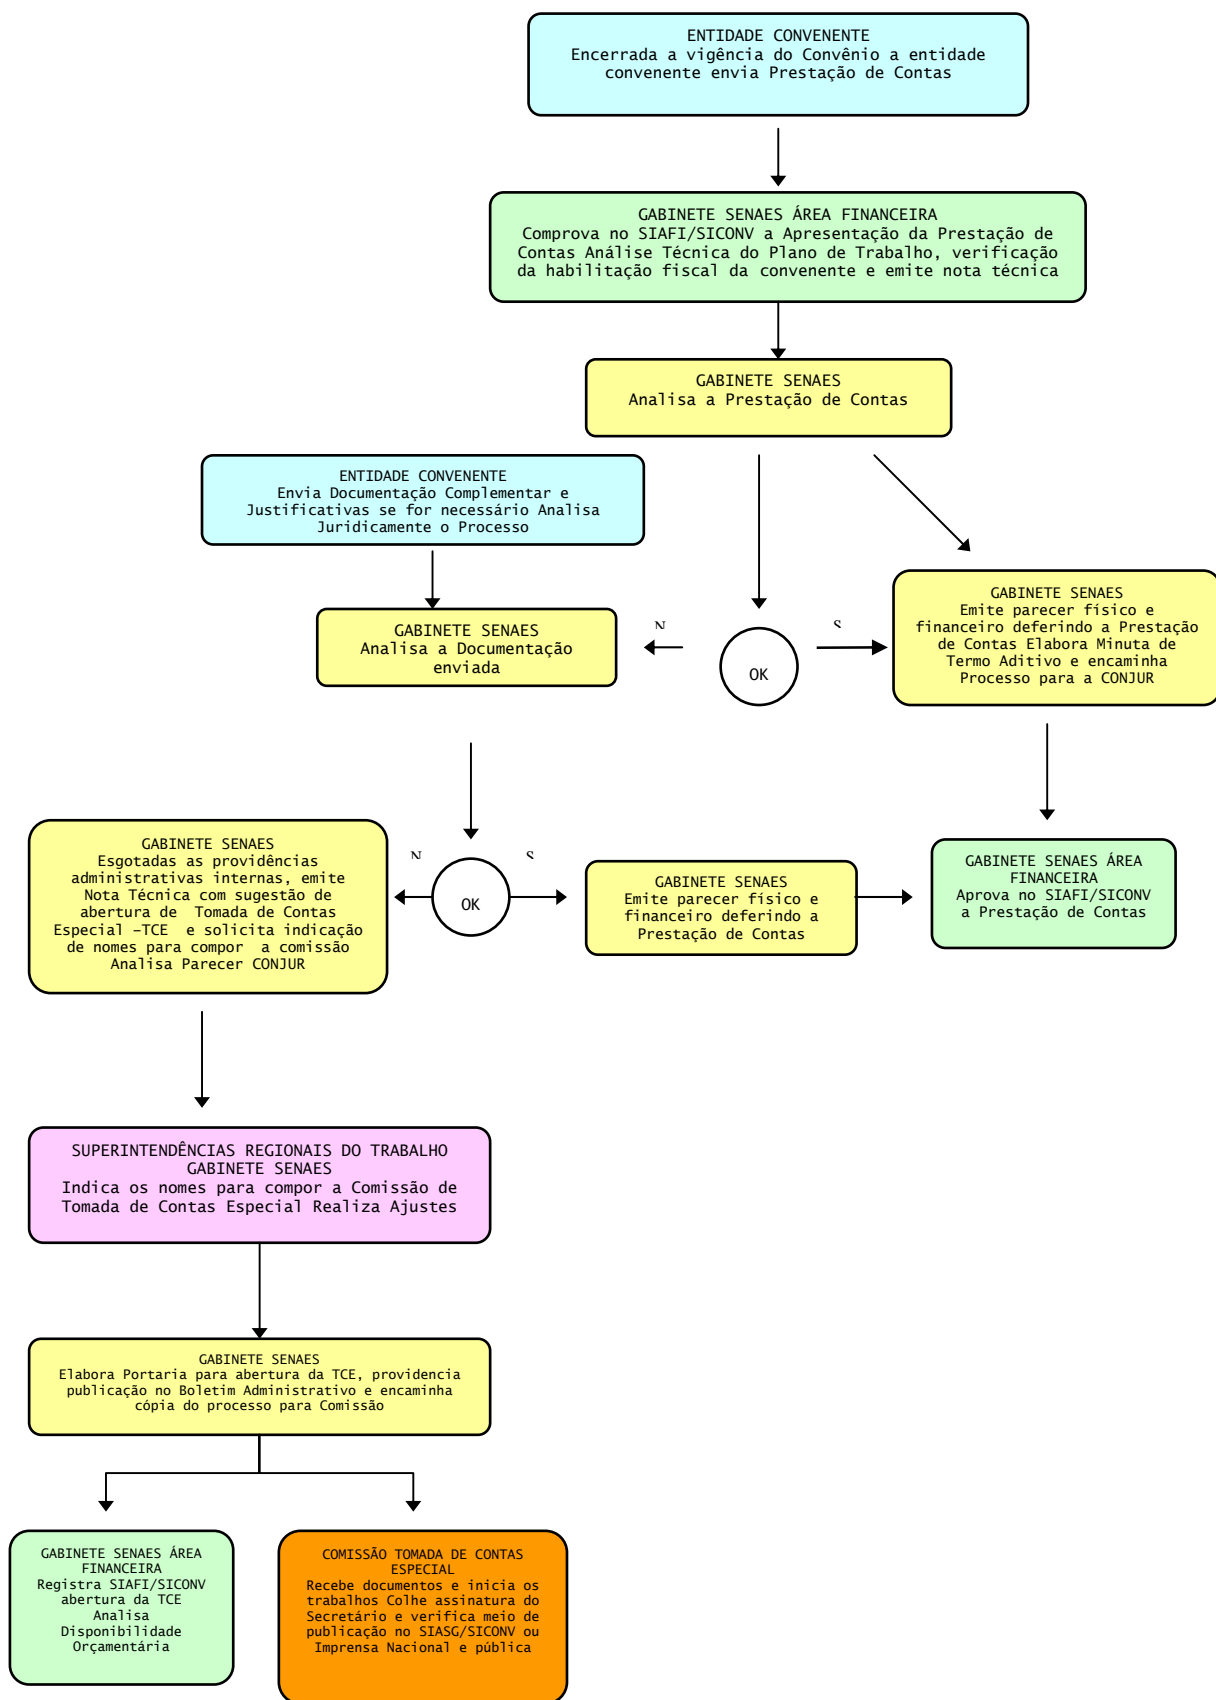 ENTIDADE CONVENENTE
Encerrada a vigência do Convênio a entidade
convenente envia Prestação de Contas
GABINETE SENAES ÁREA FINANCEIRA
Comprova no SIAFI/SICONV a Apresentação da Prestação de
Contas Análise Técnica do Plano de Trabalho, verificação
da habilitação fiscal da convenente e emite nota técnica
GABINETE SENAES
Analisa a Prestação de Contas
ENTIDADE CONVENENTE
Envia Documentação Complementar e
Justificativas se for necessário Analisa
Juridicamente o Processo
GABINETE SENAES
Analisa a Documentação
enviada
N
OK
S
GABINETE SENAES
Emite parecer físico e
financeiro deferindo a Prestação
de Contas Elabora Minuta de
Termo Aditivo e encaminha
Processo para a CONJUR
GABINETE SENAES
Esgotadas as providências
administrativas internas, emite
Nota Técnica com sugestão de
abertura de Tomada de Contas
Especial –TCE e solicita indicação
de nomes para compor a comissão
Analisa Parecer CONJUR
N
OK
S
GABINETE SENAES
Emite parecer físico e
financeiro deferindo a
Prestação de Contas
GABINETE SENAES ÁREA
FINANCEIRA
Aprova no SIAFI/SICONV
a Prestação de Contas
SUPERINTENDÊNCIAS REGIONAIS DO TRABALHO
GABINETE SENAES
Indica os nomes para compor a Comissão de
Tomada de Contas Especial Realiza Ajustes
GABINETE SENAES
Elabora Portaria para abertura da TCE, providencia
publicação no Boletim Administrativo e encaminha
cópia do processo para Comissão
GABINETE SENAES ÁREA
FINANCEIRA
Registra SIAFI/SICONV
abertura da TCE
Analisa
Disponibilidade
Orçamentária
COMISSÃO TOMADA DE CONTAS
ESPECIAL
Recebe documentos e inicia os
trabalhos Colhe assinatura do
Secretário e verifica meio de
publicação no SIASG/SICONV ou
Imprensa Nacional e pública